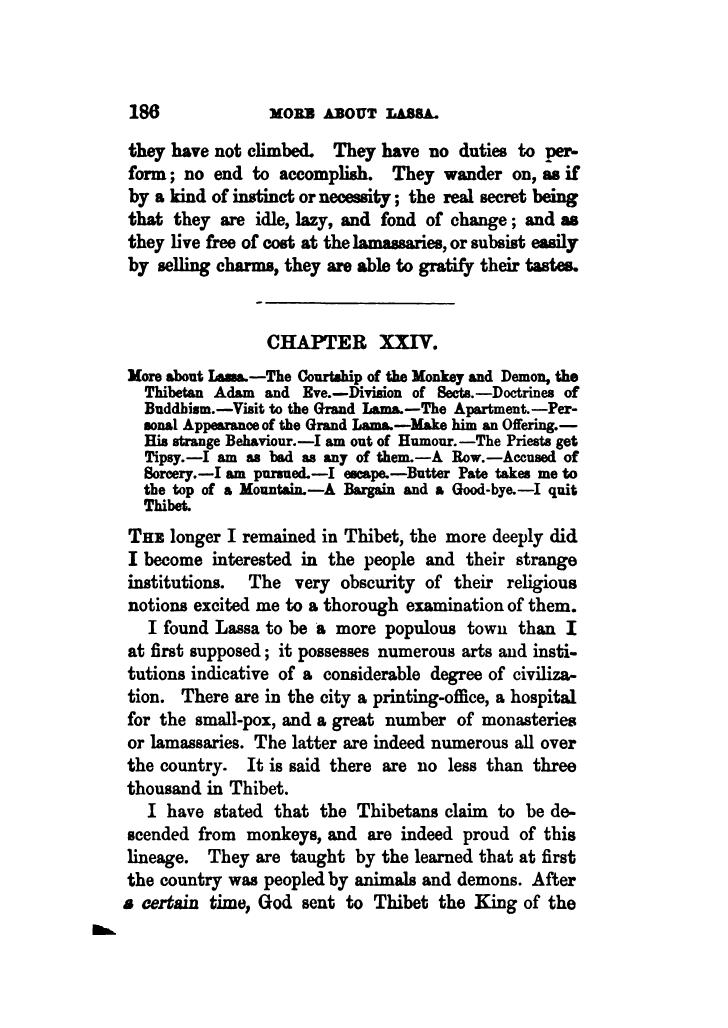 186 MORE ABOUT LASSA.
they have not climbed. They have no duties to per-
form; no end to accomplish. They wander on, as if
by a kind of instinct or necessity; the real secret being
that they are idle, lazy, and fond of change; and as
they live free of cost at the lamassaries, or subsist easily
by selling charms, they are able to gratify their tastes.
CHAPTER XXIV.
More about Lassa.—The Courtship of the Monkey and Demon, the
Thibetan Adam and Eve.—Division of Sects.—Doctrines of
Buddhism.—Visit to the Grand Lama.—The Apartment.—Per-
sonal Appearance of the Grand Lama.—Make him an Offering.—
His strange Behaviour.—I am out of Humour.—The Priests get
Tipsy.—I am as bad as any of them.—A Row.—Accused of
Sorcery.—I am pursued.—I escape.—Butter Pate takes me to
the top of a Mountain.—A Bargain and a Good-bye.—I quit
Thibet.
THE longer I remained in Thibet, the more deeply did
I become interested in the people and their strange
institutions. The very obscurity of their religious
notions excited me to a thorough examination of them.
I found Lassa to be a more populous town than I
at first supposed; it possesses numerous arts and insti-
tutions indicative of a considerable degree of civiliza-
tion. There are in the city a printing-office, a hospital
for the small-pox, and a great number of monasteries
or lamassaries. The latter are indeed numerous all over
the country. It is said there are no less than three
thousand in Thibet.
I have stated that the Thibetans claim to be de-
scended from monkeys, and are indeed proud of this
lineage. They are taught by the learned that at first
the country was peopled by animals and demons. After
a certain time, God sent to Thibet the King of the